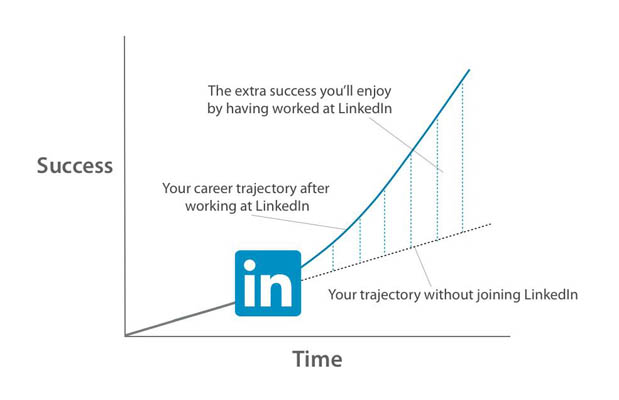 The extra success you'll enjoy
by having worked at LinkedIn
Success
Your career trajectory after
working at LinkedIn
in
Your trajectory without joining LinkedIn
Time